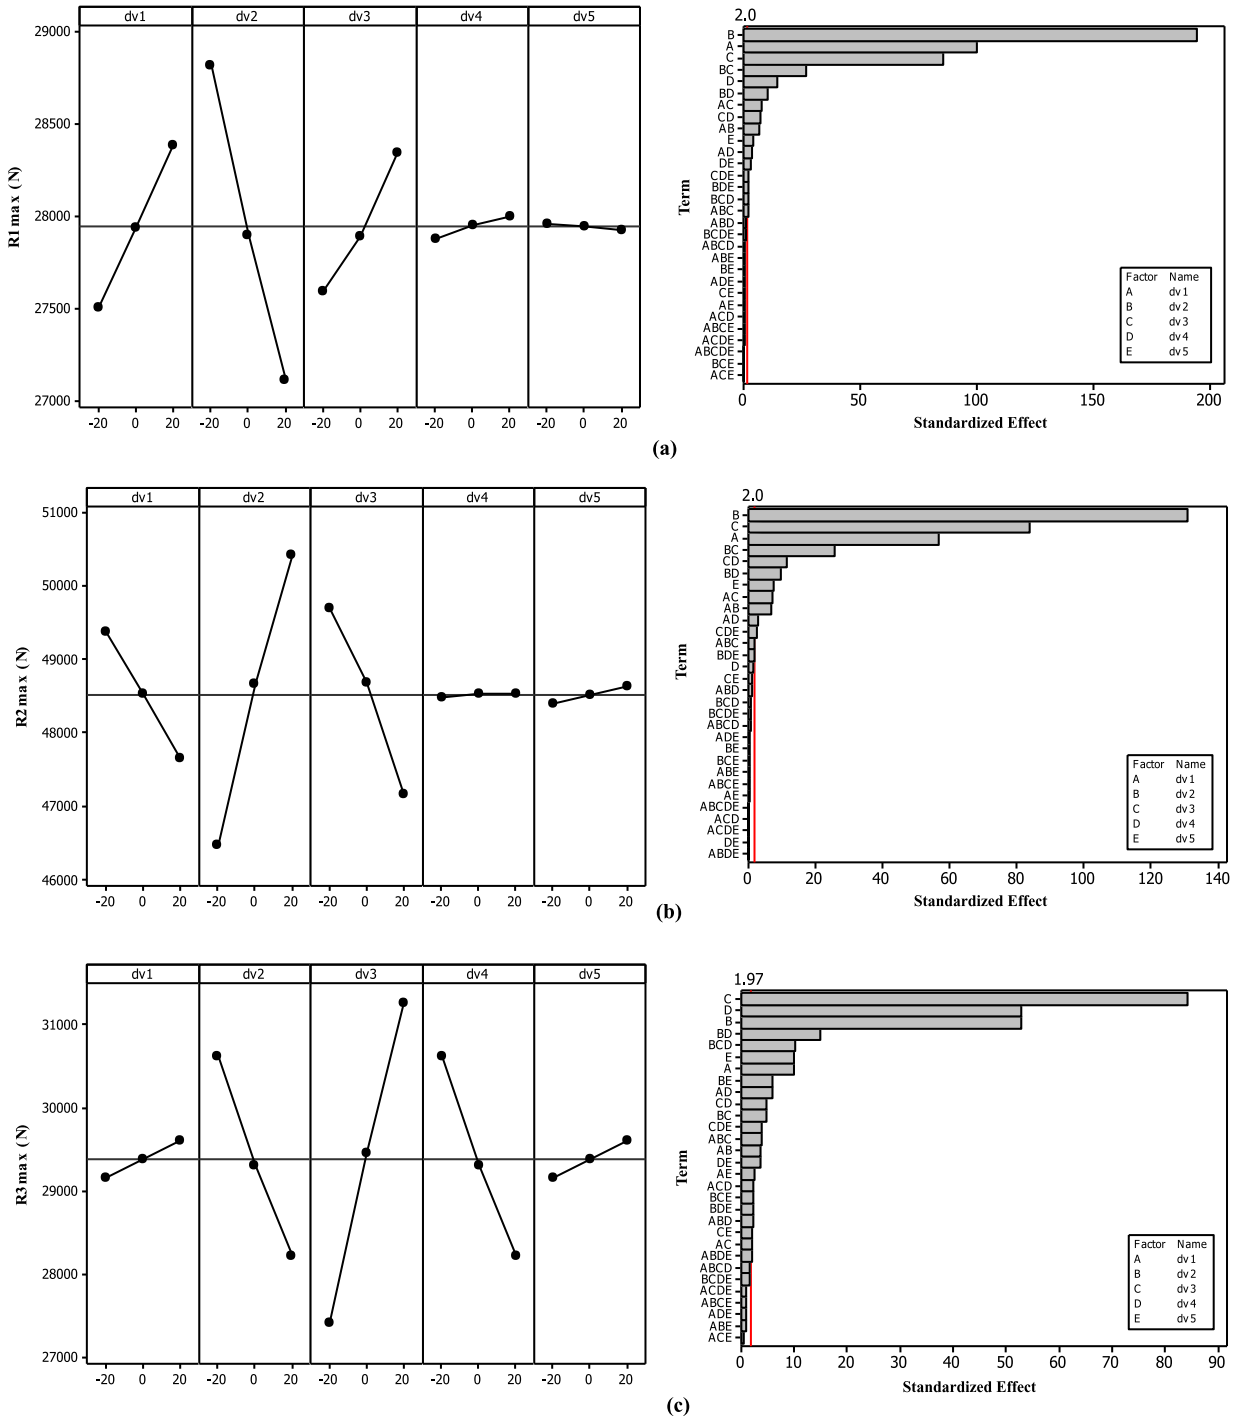 dv1 dv2 dv3 dv4 dv5
29000
28500
28000
27500
27000
R1 max (N)
-20 0 20 -20 0 20 -20 0 20 -20 0 20 -20 0 20
2.0
B
A
C
BC
D
BD
AC
CD
AB
E
AD
DE
CDE
BDE
BCD
ABC
ABD
BCDE
ABCD
ABE
BE
ADE
CE
AE
ACD
ABCE
ACDE
ABCDE
BCE
ACE
Term
Factor Name
A dv1
B dv2
C dv3
D dv4
E dv5
0 50 100 150 200
Standardized Effect
(a)
dv1 dv2 dv3 dv4 dv5
51000
50000
49000
48000
47000
46000
R2 max (N)
-20 0 20 -20 0 20 -20 0 20 -20 0 20 -20 0 20
2.0
B
C
A
BC
CD
BD
E
AC
AB
AD
CDE
ABC
BDE
D
CE
ABD
BCD
BCDE
ABCD
ADE
BE
BCE
ABE
ABCE
AE
ABCDE
ACD
ACDE
DE
ABDE
Term
Factor Name
A dv1
B dv2
C dv3
D dv4
E dv5
0 20 40 60 80 100 120 140
Standardized Effect
(b)
dv1 dv2 dv3 dv4 dv5
31000
30000
29000
28000
27000
R3 max (N)
-20 0 20 -20 0 20 -20 0 20 -20 0 20 -20 0 20
1.97
C
D
B
BD
BCD
E
A
BE
AD
CD
BC
CDE
ABC
AB
DE
AE
ACD
BCE
BDE
ABD
CE
AC
ABDE
ABCD
BCDE
ACDE
ABCE
ADE
ABE
ACE
Term
Factor Name
A dv1
B dv2
C dv3
D dv4
E dv5
0 10 20 30 40 50 60 70 80 90
Standardized Effect
(c)